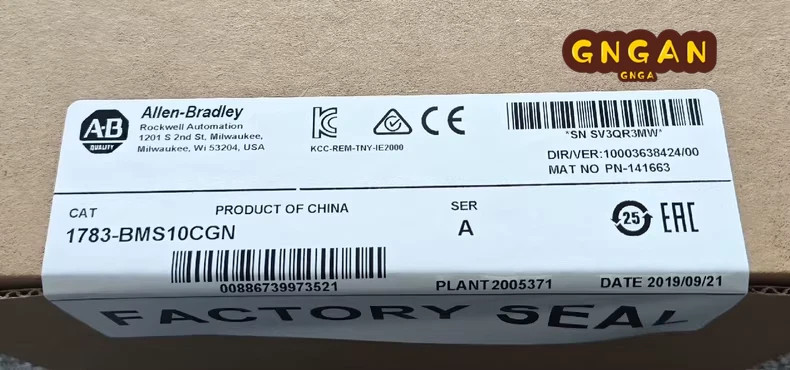 GNGAN
GNGA
A-B
QUALITY
Allen-Bradley
Rockwell Automation
1201 S 2nd St, Milwaukee,
Milwaukee, Wi 53204, USA
KCC-REM-TNY-IE2000
*SN SV3QR3MW*
DIR/VER:10003638424/00
MAT NO PN-141663
CAT
PRODUCT OF CHINA
SER
1783-BMS10CGN
A
25
EAC
00886739973521
PLANT 2005371
DATE 2019/09/21
FACTORY SEAL